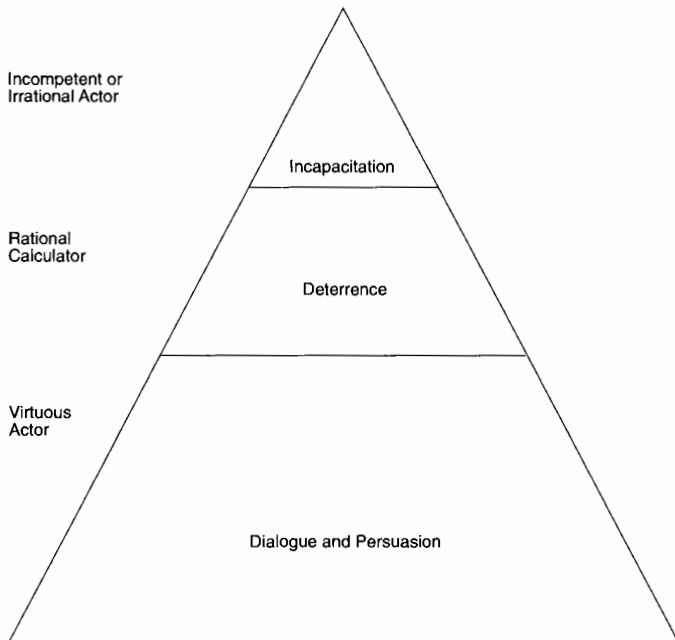 Incompetent or
Irrational Actor
Incapacitation
Rational
Calculator
Deterrence
Virtuous
Actor
Dialogue and Persuasion